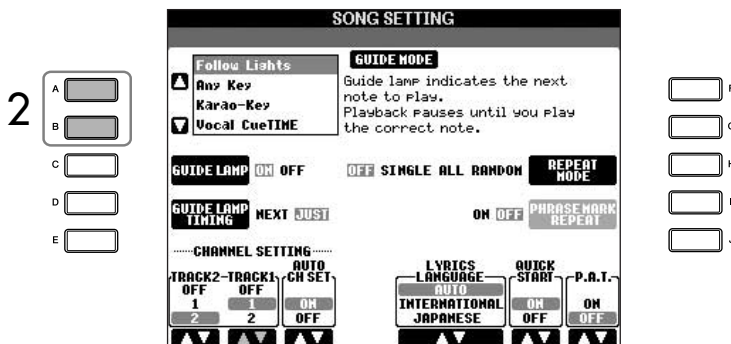 SONG SETTING
Follow Lights
Any Key
Karao-Key
Vocal CueTIME
GUIDE MODE
Guide lamp indicates the next
note to play.
Playback pauses until you play
the correct note.
2
A
B
C
D
E
GUIDE LAMP ON OFF
OFF SINGLE ALL RANDOM REPEAT
MODE
GUIDE LAMP
TIMING NEXT JUST
ON OFF PHRASE MARK
REPEAT
CHANNEL SETTING
TRACK2 TRACK1 AUTO
CH SET
OFF OFF
1 1 ON
2 2 OFF
LYRICS
LANGUAGE
AUTO
INTERNATIONAL
JAPANESE
QUICK
START
ON
OFF
P.A.T.
ON
OFF